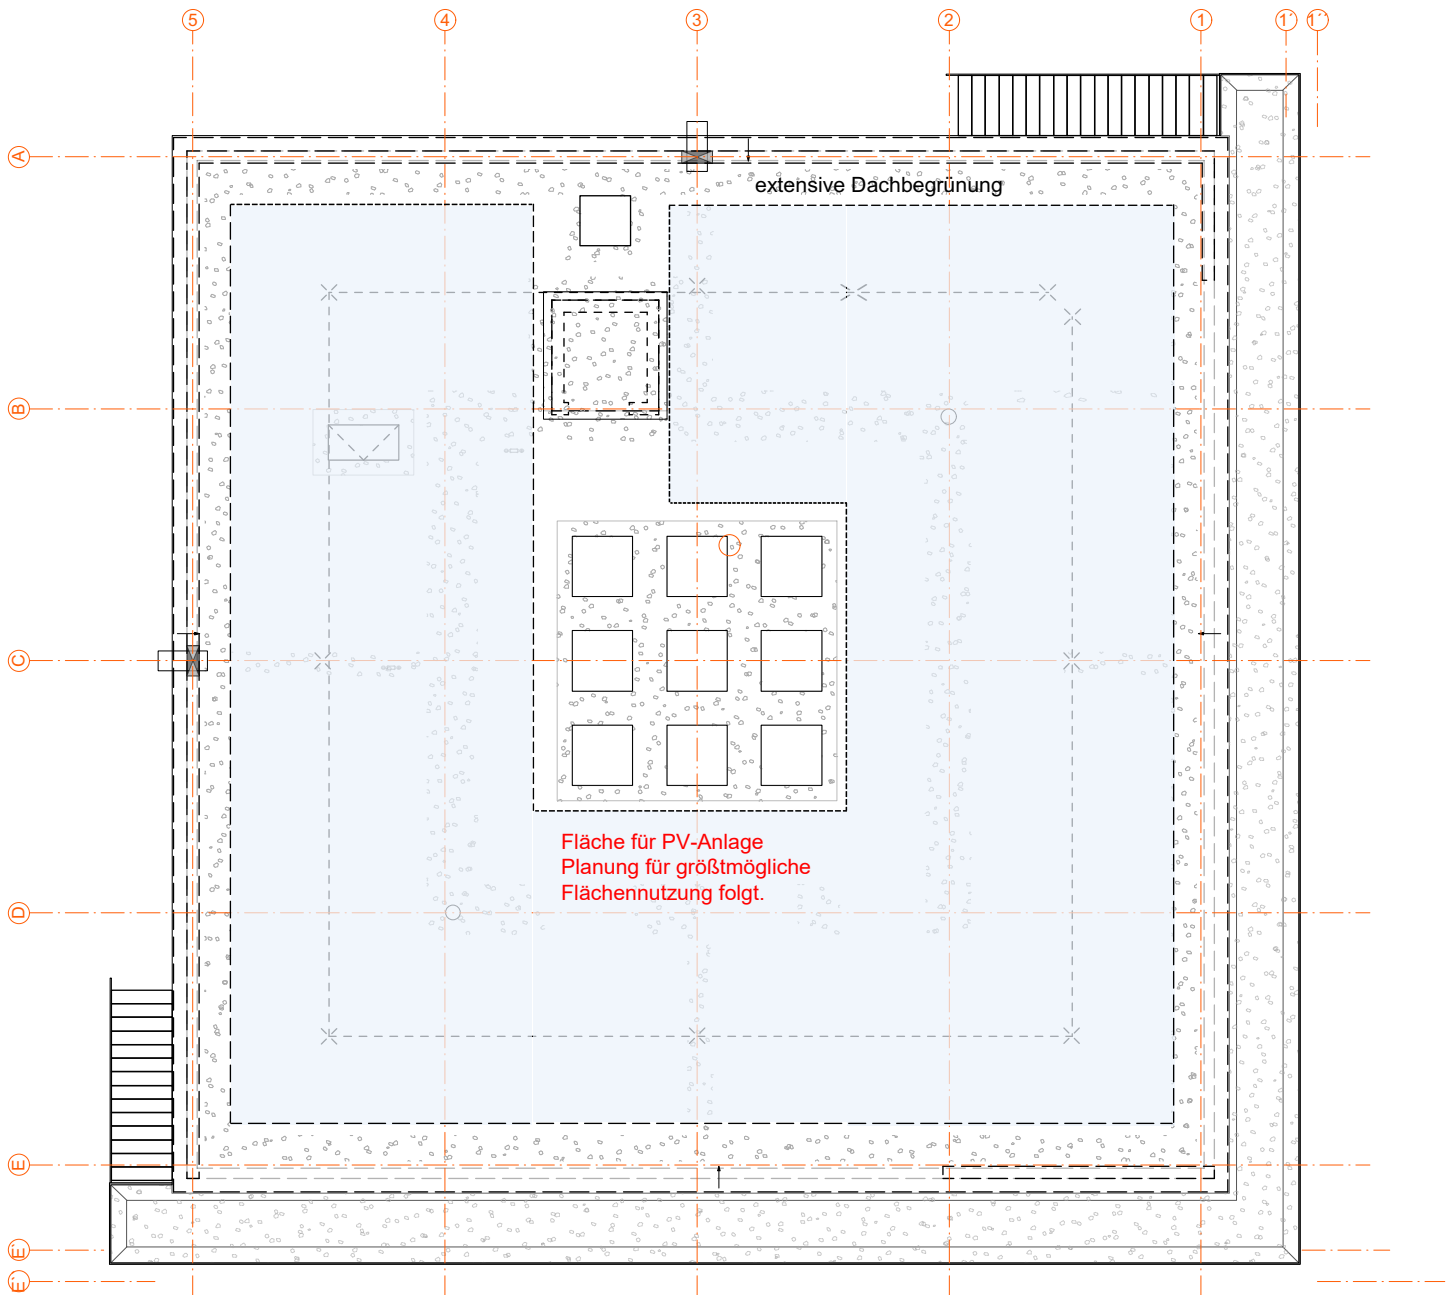 5
4
3
2
1
1´
1´´
A
extensive Dachbegrünung
B
C
Fläche für PV-Anlage
Planung für größtmögliche
Flächennutzung folgt.
D
E